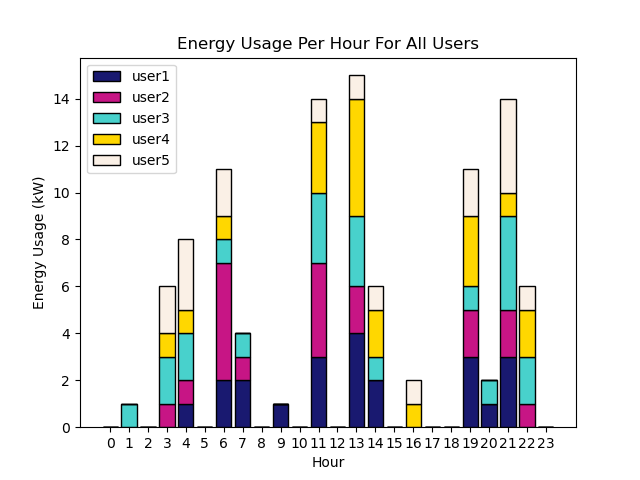 Energy Usage Per Hour For All Users
user1
user2
user3
user4
user5
14
12
10
8
6
4
2
0
Energy Usage (kW)
0 1 2 3 4 5 6 7 8 9 10 11 12 13 14 15 16 17 18 19 20 21 22 23
Hour